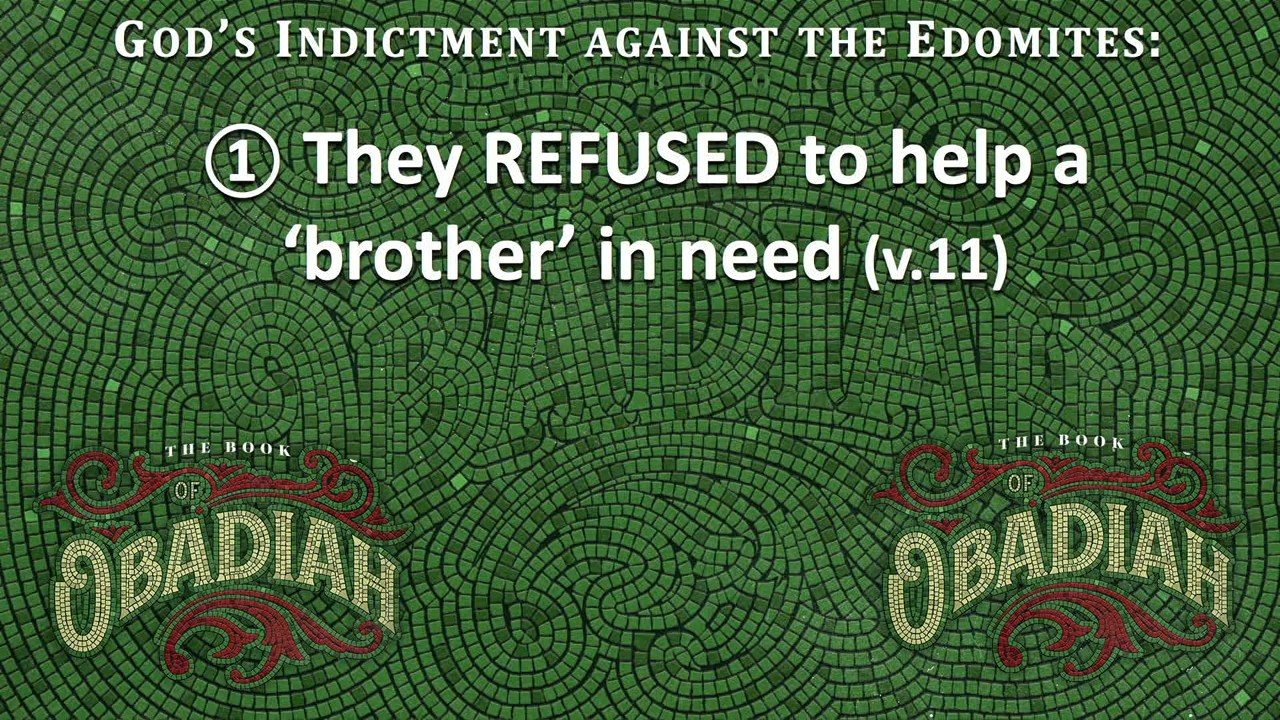 GOD'S INDICTMENT AGAINST THE EDOMITES:
① They REFUSED to help a
‘brother’ in need (v.11)
OBADIAH
THE BOOK
OF
OBADIAH
THE BOOK
OF
OBADIAH